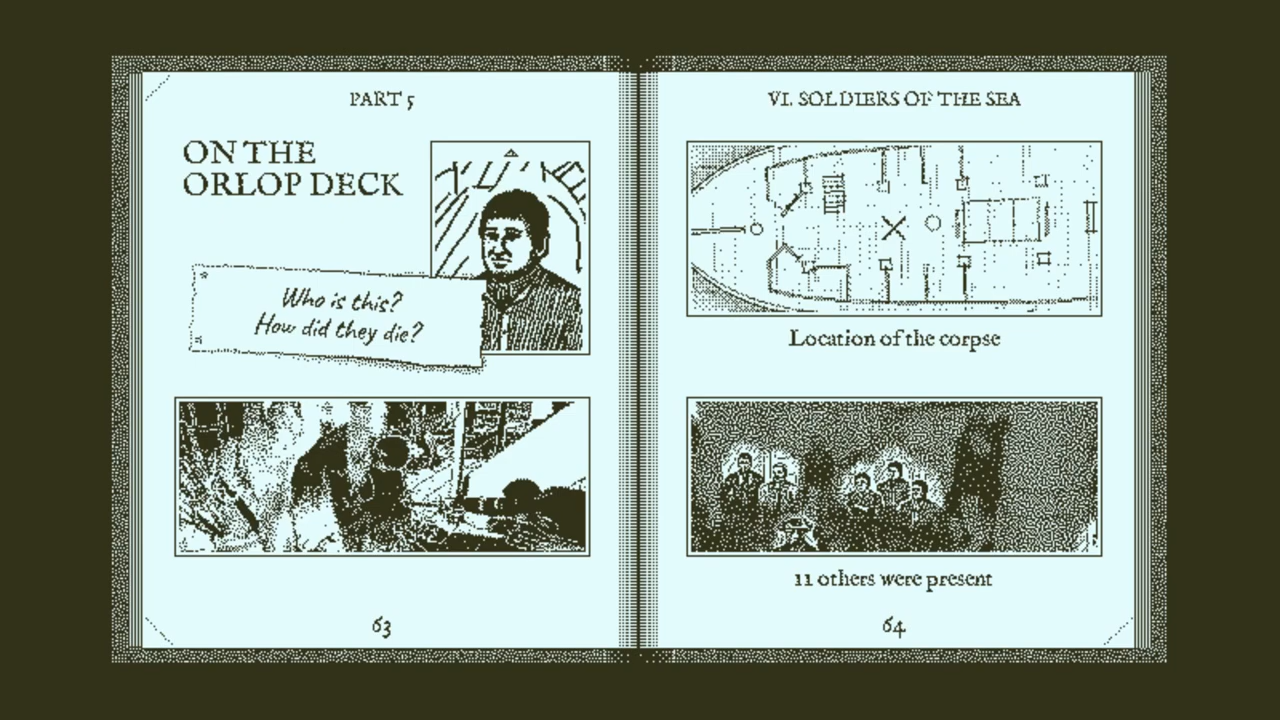 PART 5
ON THE
ORLOP DECK
Who is this?
How did they die?
63
VI. SOLDIERS OF THE SEA
Location of the corpse
11 others were present
64